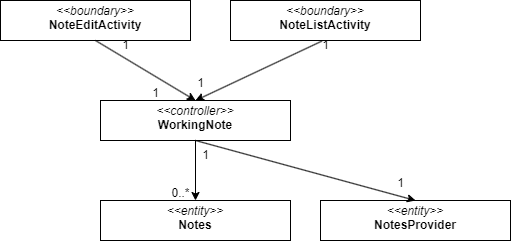 <<boundary>>
NoteEditActivity
<<boundary>>
NoteListActivity
1
1
1
1
<<controller>>
WorkingNote
1
1
0..*
<<entity>>
Notes
<<entity>>
NotesProvider